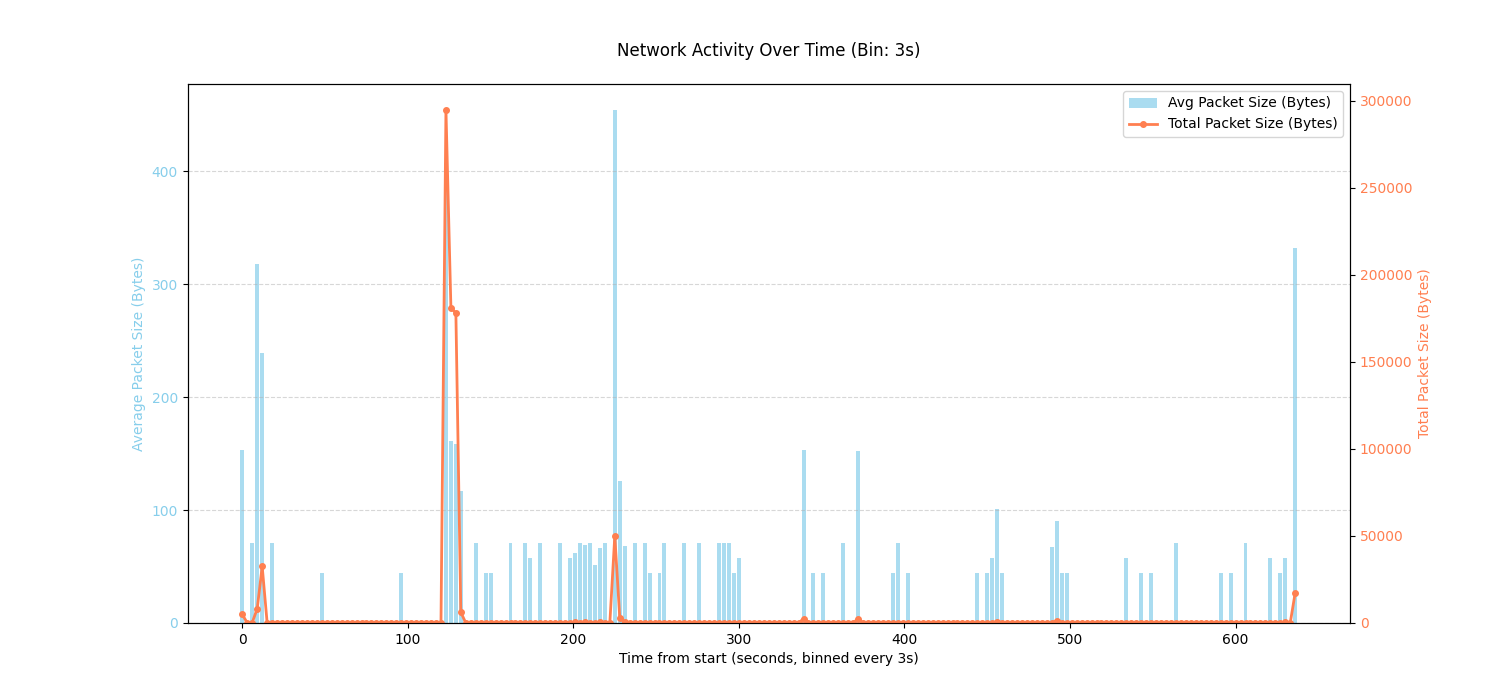 Network Activity Over Time (Bin: 3s)
Avg Packet Size (Bytes)
Total Packet Size (Bytes)
Average Packet Size (Bytes)
400
300
200
100
0
300000
250000
200000
150000
100000
50000
0
Total Packet Size (Bytes)
0 100 200 300 400 500 600
Time from start (seconds, binned every 3s)